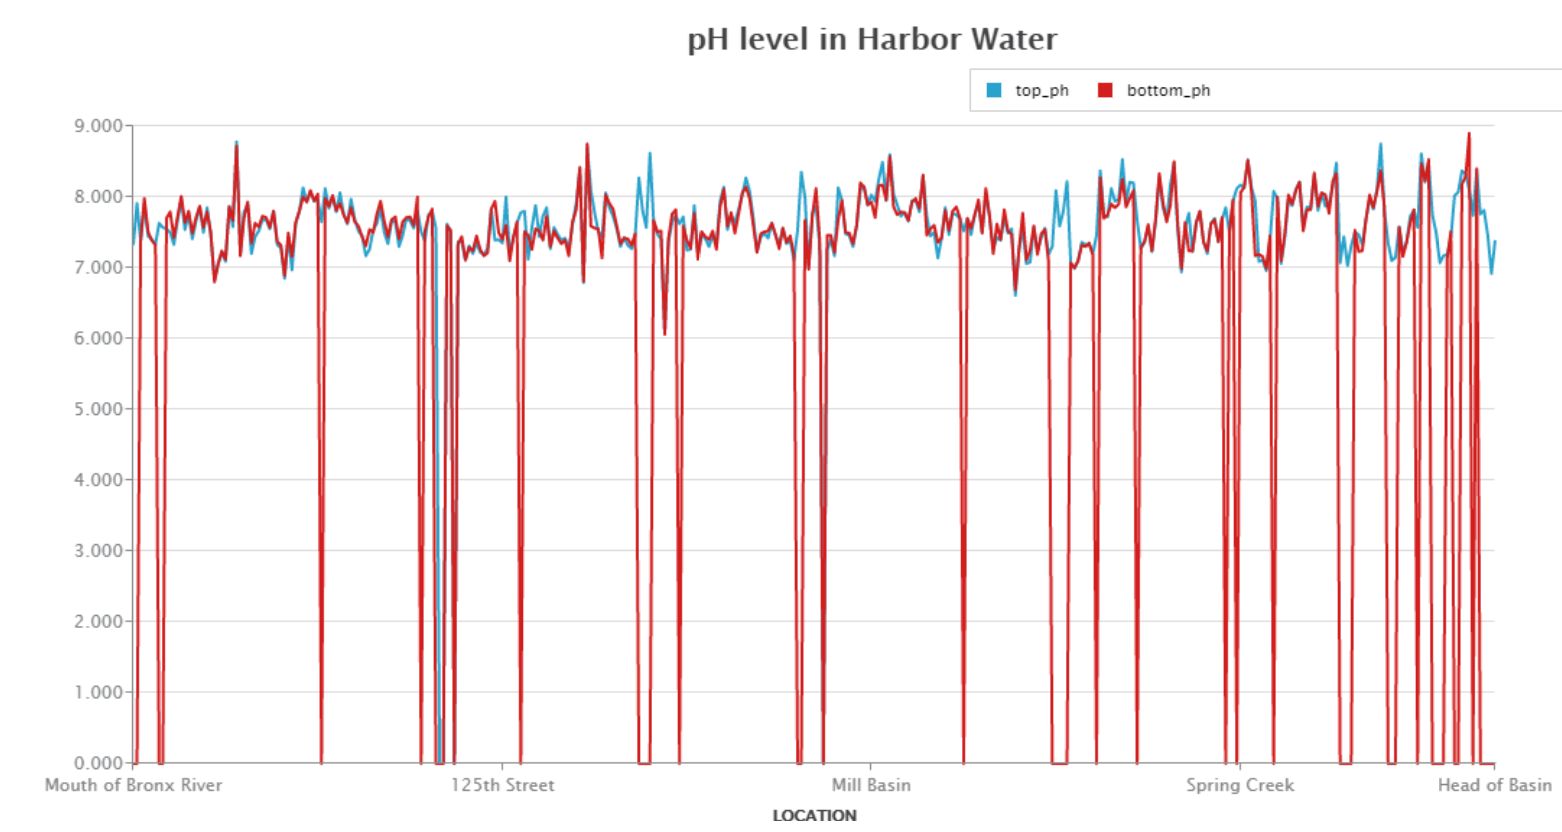 pH level in Harbor Water
top_ph bottom_ph
9.000
8.000
7.000
6.000
5.000
4.000
3.000
2.000
1.000
0.000
Mouth of Bronx River 125th Street Mill Basin Spring Creek Head of Basin
LOCATION